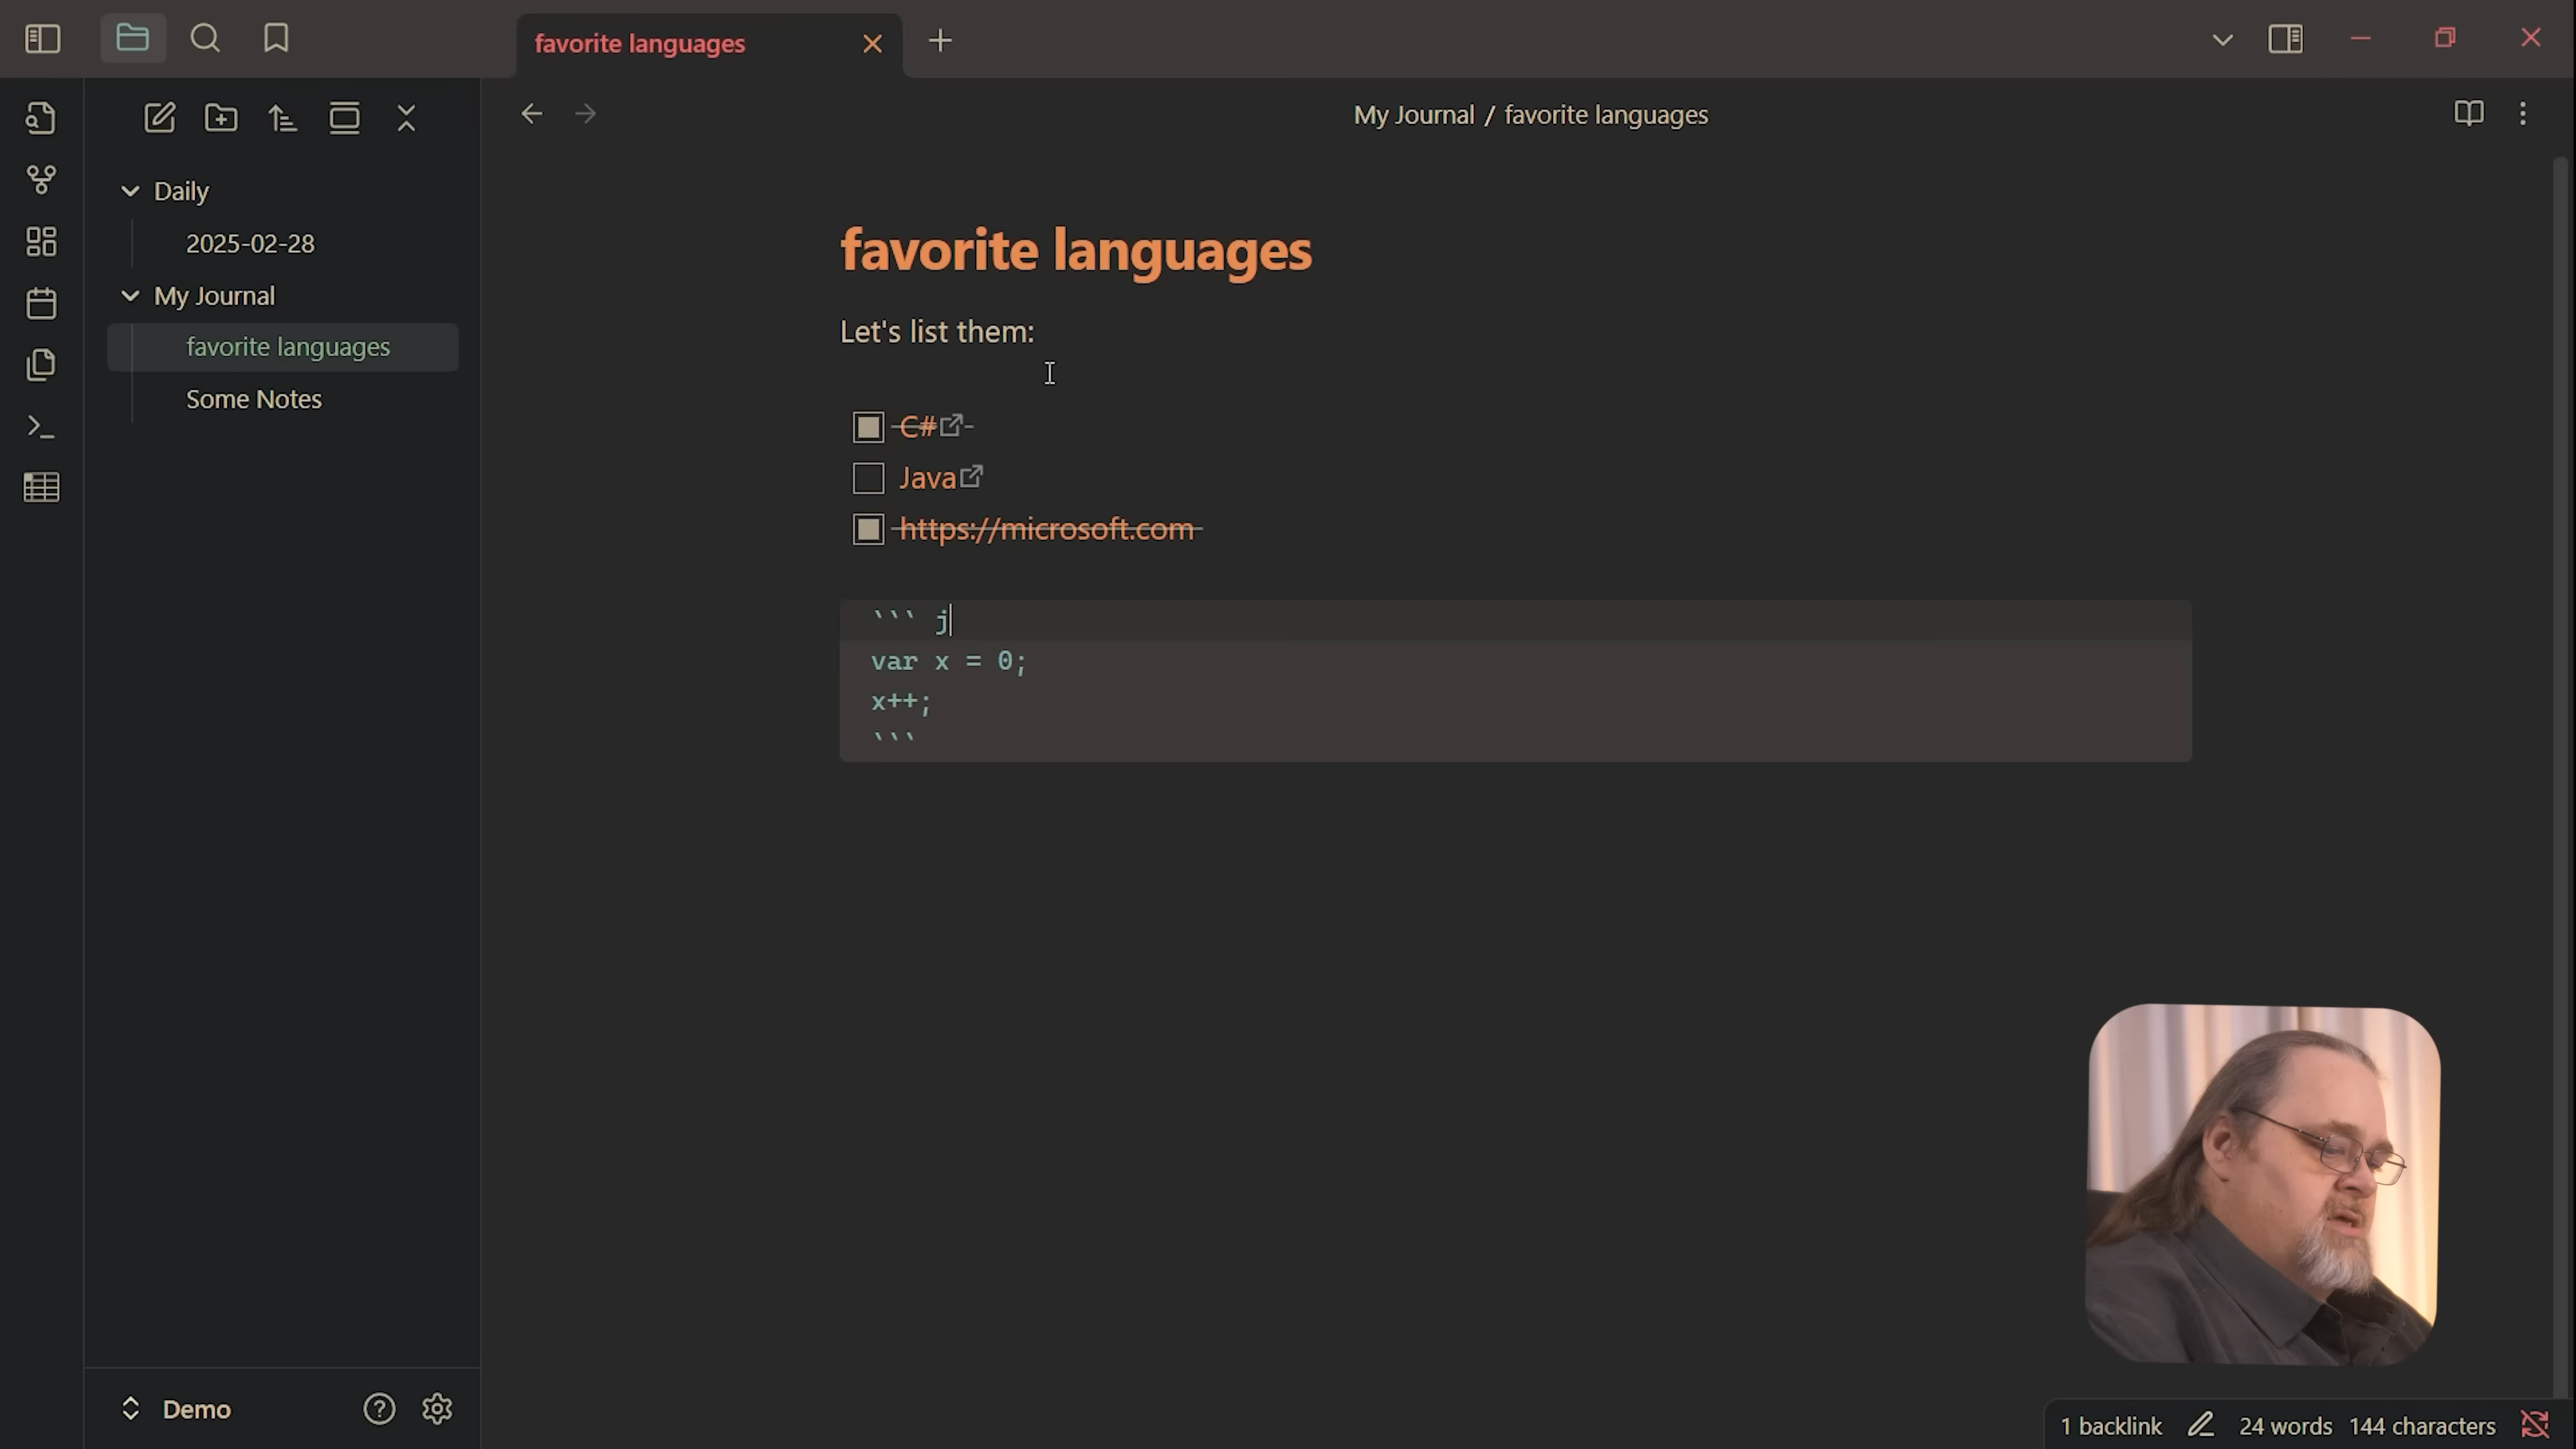 favorite languages
My Journal / favorite languages
Daily
2025-02-28
My Journal
favorite languages
Some Notes
Demo
favorite languages
Let's list them:
C#
Java
https://microsoft.com
``` j
var x = 0;
x++;
```
1 backlink 24 words 144 characters